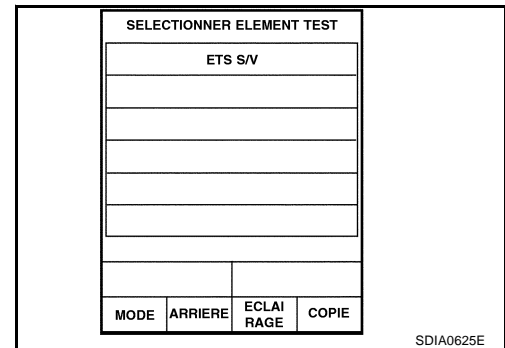 SELECTIONNER ELEMENT TEST
ETS S/V
MODE ARRIERE ECLAI
RAGE COPIE
SDIA0625E